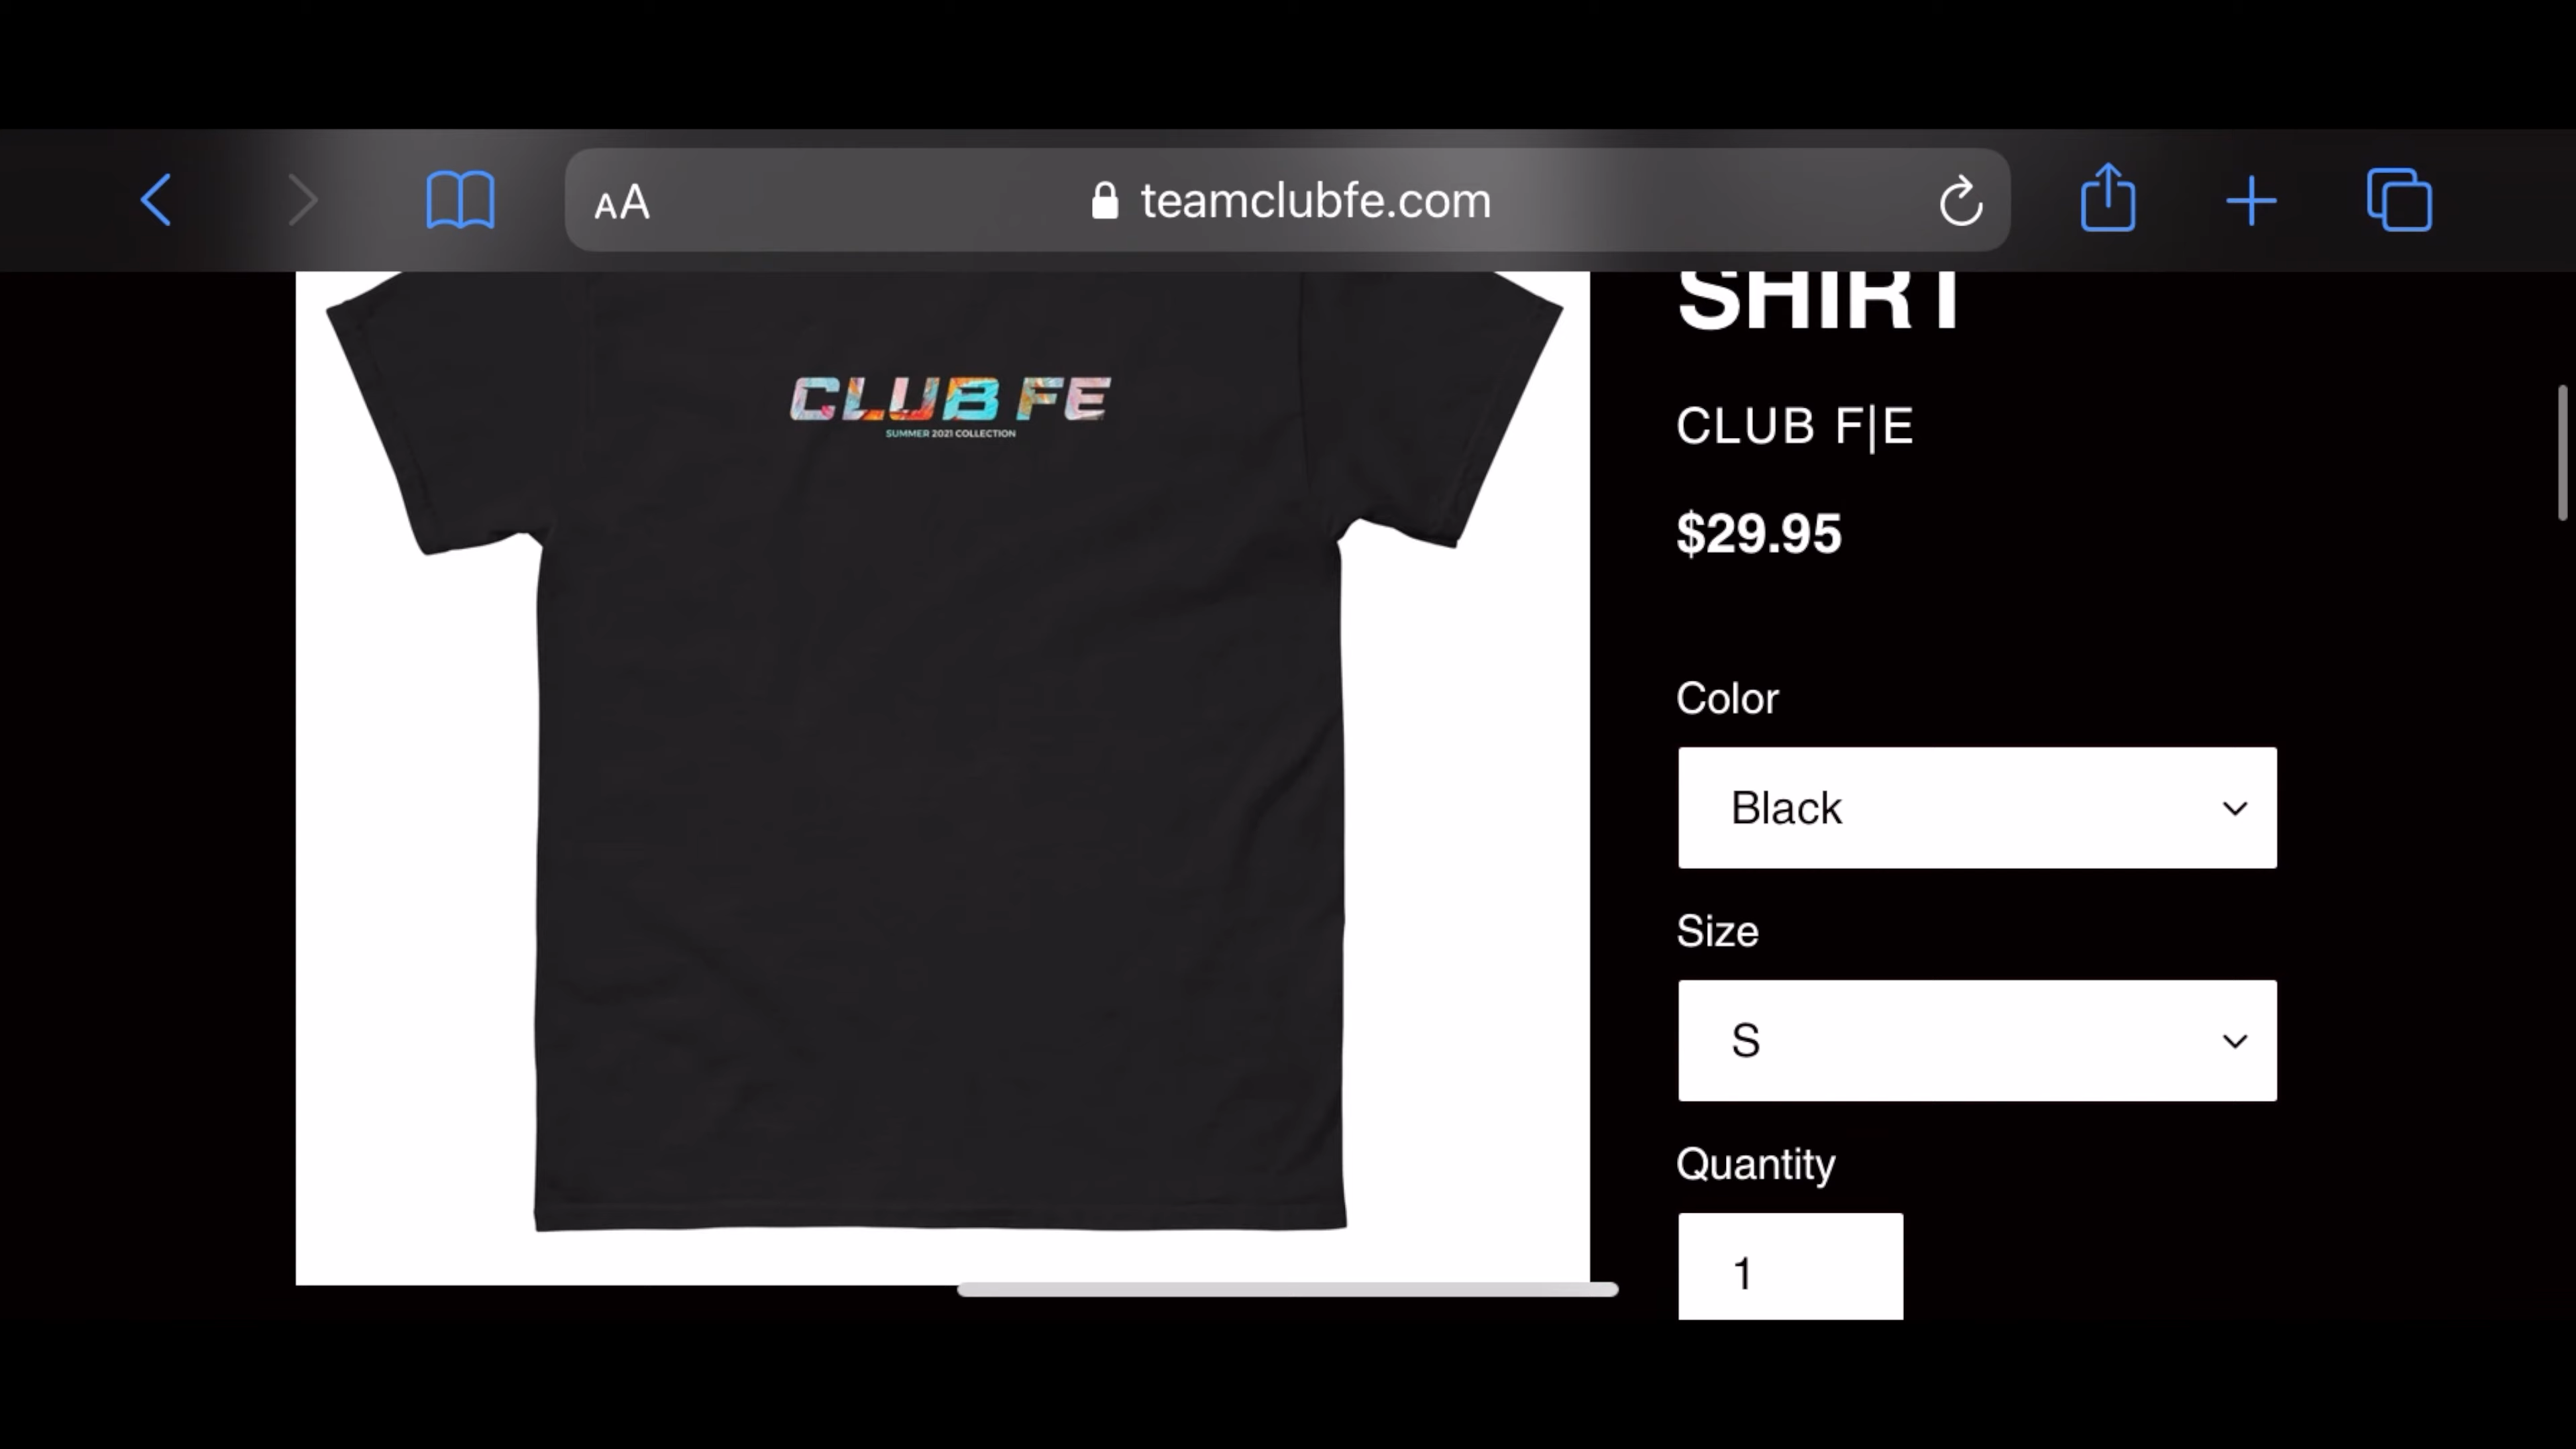 AA
teamclubfe.com
CLUB FE
SUMMER 2021 COLLECTION
SHIRT
CLUB F|E
$29.95
Color
Black
Size
S
Quantity
1